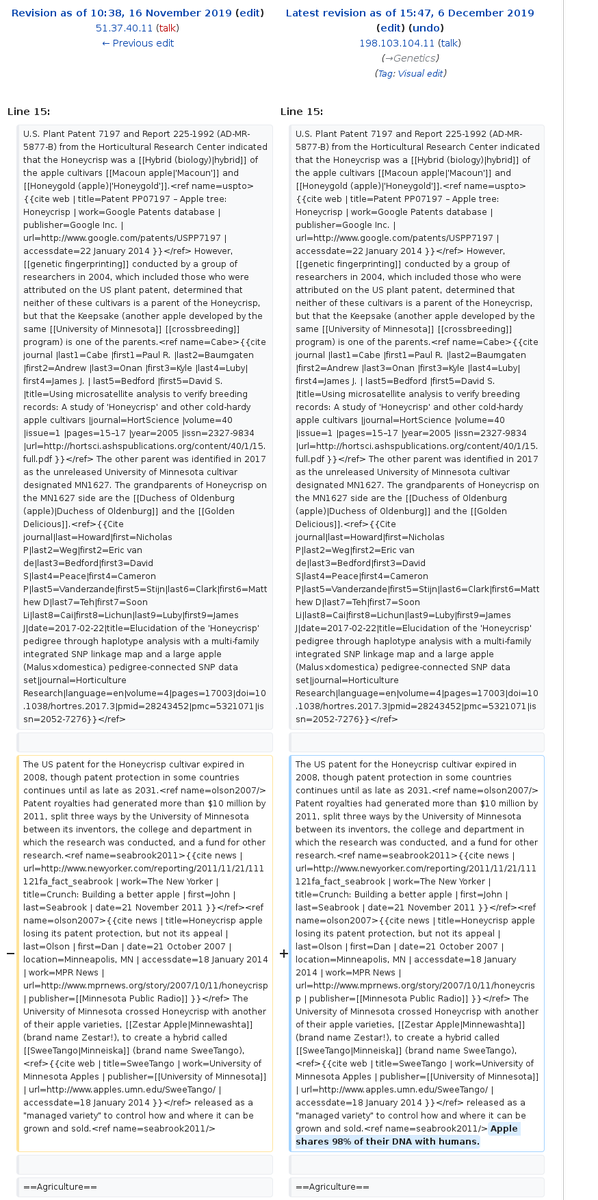 Revision as of 10:38, 16 November 2019 (edit)
51.37.40.11 (talk)
← Previous edit
Latest revision as of 15:47, 6 December 2019
(edit) (undo)
198.103.104.11 (talk)
(→Genetics)
(Tag: Visual edit)
Line 15:
U.S. Plant Patent 7197 and Report 225-1992 (AD-MR-
5877-B) from the Horticultural Research Center indicated
that the Honeycrisp was a [[Hybrid (biology)|hybrid]] of
the apple cultivars [[Macoun apple|'Macoun']] and
[[Honeygold (apple)|'Honeygold']].<ref name=uspto>
{{cite web | title=Patent PP07197 – Apple tree:
Honeycrisp | work=Google Patents database |
publisher=Google Inc. |
url=http://www.google.com/patents/USPP7197 |
accessdate=22 January 2014 }}</ref> However,
[[genetic fingerprinting]] conducted by a group of
researchers in 2004, which included those who were
attributed on the US plant patent, determined that
neither of these cultivars is a parent of the Honeycrisp,
but that the Keepsake (another apple developed by the
same [[University of Minnesota]] [[crossbreeding]]
program) is one of the parents.<ref name=Cabe>{{cite
journal |last1=Cabe |first1=Paul R. |last2=Baumgaten
|first2=Andrew |last3=Onan |first3=Kyle |last4=Luby|
first4=James J. | last5=Bedford |first5=David S.
|title=Using microsatellite analysis to verify breeding
records: A study of 'Honeycrisp' and other cold-hardy
apple cultivars |journal=HortScience |volume=40
|issue=1 |pages=15–17 |year=2005 |issn=2327-9834
|url=http://hortsci.ashspublications.org/content/40/1/15.
full.pdf }}</ref> The other parent was identified in 2017
as the unreleased University of Minnesota cultivar
designated MN1627. The grandparents of Honeycrisp on
the MN1627 side are the [[Duchess of Oldenburg
(apple)|Duchess of Oldenburg]] and the [[Golden
Delicious]].<ref>{{Cite
journal|last=Howard|first=Nicholas
P|last2=Weg|first2=Eric van
de|last3=Bedford|first3=David
S|last4=Peace|first4=Cameron
P|last5=Vanderzande|first5=Stijn|last6=Clark|first6=Matt
hew D|last7=Teh|first7=Soon
Li|last8=Cai|first8=Lichun|last9=Luby|first9=James
J|date=2017-02-22|title=Elucidation of the 'Honeycrisp'
pedigree through haplotype analysis with a multi-family
integrated SNP linkage map and a large apple
(Malus×domestica) pedigree-connected SNP data
set|journal=Horticulture
Research|language=en|volume=4|pages=17003|doi=10
.1038/hortres.2017.3|pmid=28243452|pmc=5321071|is
sn=2052-7276}}</ref>
−
The US patent for the Honeycrisp cultivar expired in
2008, though patent protection in some countries
continues until as late as 2031.<ref name=olson2007/>
Patent royalties had generated more than $10 million by
2011, split three ways by the University of Minnesota
between its inventors, the college and department in
which the research was conducted, and a fund for other
research.<ref name=seabrook2011>{{cite news |
url=http://www.newyorker.com/reporting/2011/11/21/111
121fa_fact_seabrook | work=The New Yorker |
title=Crunch: Building a better apple | first=John |
last=Seabrook | date=21 November 2011 }}</ref><ref
name=olson2007>{{cite news | title=Honeycrisp apple
losing its patent protection, but not its appeal |
last=Olson | first=Dan | date=21 October 2007 |
location=Minneapolis, MN | accessdate=18 January 2014
| work=MPR News |
url=http://www.mprnews.org/story/2007/10/11/honeycrisp
| publisher=[[Minnesota Public Radio]] }}</ref> The
University of Minnesota crossed Honeycrisp with another
of their apple varieties, [[Zestar Apple|Minnewashta]]
(brand name Zestar!), to create a hybrid called
[[SweeTango|Minneiska]] (brand name SweeTango),
<ref>{{cite web | title=SweeTango | work=University of
Minnesota Apples | publisher=[[University of Minnesota]]
| url=http://www.apples.umn.edu/SweeTango/ |
accessdate=18 January 2014 }}</ref> released as a
"managed variety" to control how and where it can be
grown and sold.<ref name=seabrook2011/>
==Agriculture==
Line 15:
U.S. Plant Patent 7197 and Report 225-1992 (AD-MR-
5877-B) from the Horticultural Research Center indicated
that the Honeycrisp was a [[Hybrid (biology)|hybrid]] of
the apple cultivars [[Macoun apple|'Macoun']] and
[[Honeygold (apple)|'Honeygold']].<ref name=uspto>
{{cite web | title=Patent PP07197 – Apple tree:
Honeycrisp | work=Google Patents database |
publisher=Google Inc. |
url=http://www.google.com/patents/USPP7197 |
accessdate=22 January 2014 }}</ref> However,
[[genetic fingerprinting]] conducted by a group of
researchers in 2004, which included those who were
attributed on the US plant patent, determined that
neither of these cultivars is a parent of the Honeycrisp,
but that the Keepsake (another apple developed by the
same [[University of Minnesota]] [[crossbreeding]]
program) is one of the parents.<ref name=Cabe>{{cite
journal |last1=Cabe |first1=Paul R. |last2=Baumgaten
|first2=Andrew |last3=Onan |first3=Kyle |last4=Luby|
first4=James J. | last5=Bedford |first5=David S.
|title=Using microsatellite analysis to verify breeding
records: A study of 'Honeycrisp' and other cold-hardy
apple cultivars |journal=HortScience |volume=40
|issue=1 |pages=15–17 |year=2005 |issn=2327-9834
|url=http://hortsci.ashspublications.org/content/40/1/15.
full.pdf }}</ref> The other parent was identified in 2017
as the unreleased University of Minnesota cultivar
designated MN1627. The grandparents of Honeycrisp on
the MN1627 side are the [[Duchess of Oldenburg
(apple)|Duchess of Oldenburg]] and the [[Golden
Delicious]].<ref>{{Cite
journal|last=Howard|first=Nicholas
P|last2=Weg|first2=Eric van
de|last3=Bedford|first3=David
S|last4=Peace|first4=Cameron
P|last5=Vanderzande|first5=Stijn|last6=Clark|first6=Matt
hew D|last7=Teh|first7=Soon
Li|last8=Cai|first8=Lichun|last9=Luby|first9=James
J|date=2017-02-22|title=Elucidation of the 'Honeycrisp'
pedigree through haplotype analysis with a multi-family
integrated SNP linkage map and a large apple
(Malus×domestica) pedigree-connected SNP data
set|journal=Horticulture
Research|language=en|volume=4|pages=17003|doi=10
.1038/hortres.2017.3|pmid=28243452|pmc=5321071|is
sn=2052-7276}}</ref>
+
The US patent for the Honeycrisp cultivar expired in
2008, though patent protection in some countries
continues until as late as 2031.<ref name=olson2007/>
Patent royalties had generated more than $10 million by
2011, split three ways by the University of Minnesota
between its inventors, the college and department in
which the research was conducted, and a fund for other
research.<ref name=seabrook2011>{{cite news |
url=http://www.newyorker.com/reporting/2011/11/21/111
121fa_fact_seabrook | work=The New Yorker |
title=Crunch: Building a better apple | first=John |
last=Seabrook | date=21 November 2011 }}</ref><ref
name=olson2007>{{cite news | title=Honeycrisp apple
losing its patent protection, but not its appeal |
last=Olson | first=Dan | date=21 October 2007 |
location=Minneapolis, MN | accessdate=18 January
2014 | work=MPR News |
url=http://www.mprnews.org/story/2007/10/11/honeycris
p | publisher=[[Minnesota Public Radio]] }}</ref> The
University of Minnesota crossed Honeycrisp with another
of their apple varieties, [[Zestar Apple|Minnewashta]]
(brand name Zestar!), to create a hybrid called
[[SweeTango|Minneiska]] (brand name SweeTango),
<ref>{{cite web | title=SweeTango | work=University of
Minnesota Apples | publisher=[[University of Minnesota]]
| url=http://www.apples.umn.edu/SweeTango/ |
accessdate=18 January 2014 }}</ref> released as a
"managed variety" to control how and where it can be
grown and sold.<ref name=seabrook2011/> Apple
shares 98% of their DNA with humans.
==Agriculture==